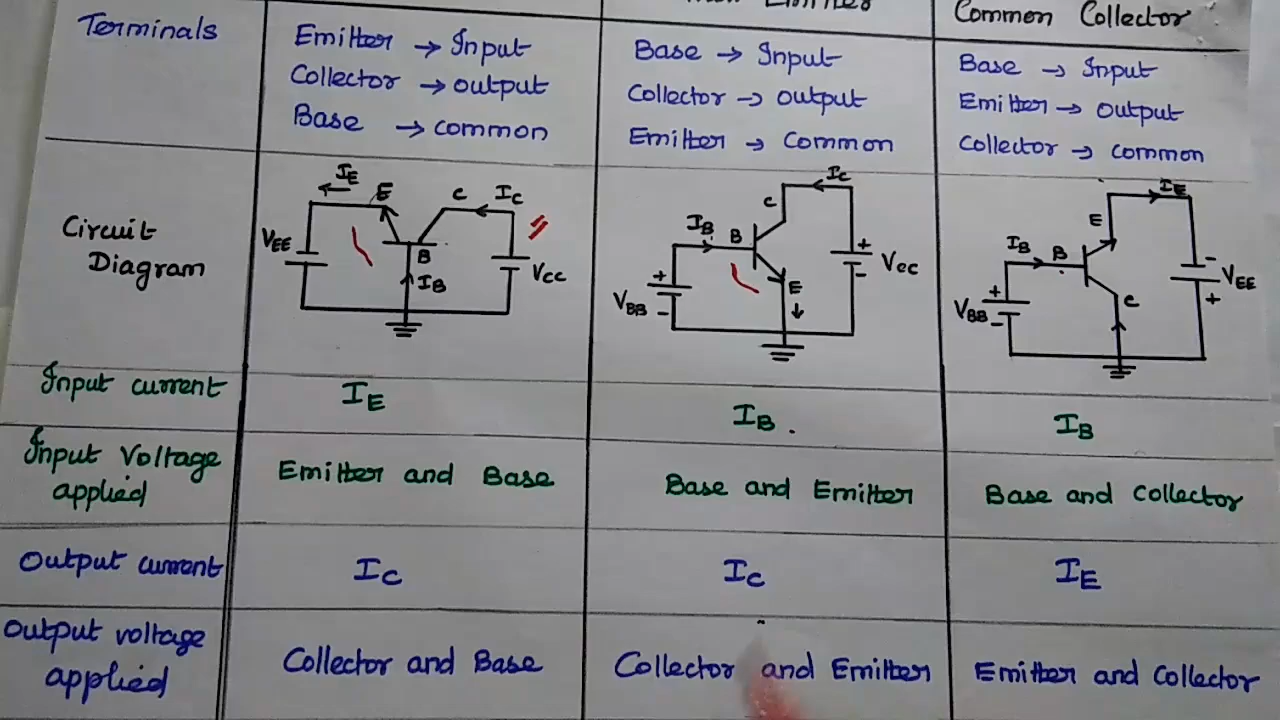 Common Collector
Terminals
Emitter → Input
Collector → output
Base → common
Base → Input
Collector → output
Emitter → Common
Base → Input
Emitter → output
Collector → common
Circuit
Diagram
IE
E
C
IC
VEE
B
IB
VCC
IC
C
IB
B
E
+
-
VCC
+
VBB
-
IE
E
IB
B
C
-
VEE
+
+
VBB
-
Input current
IE
IB .
IB
Input Voltage
applied
Emitter and Base
Base and Emitter
Base and Collector
Output current
IC
IC
IE
Output voltage
applied
Collector and Base
Collector and Emitter
Emitter and Collector